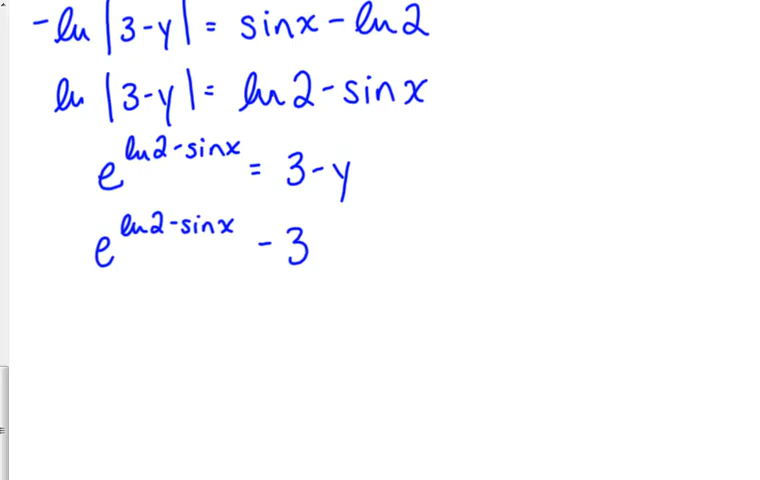 -ln |3-y| = sinx - ln2
ln |3-y| = ln2 - sinx
e^{ln2-sinx} = 3-y
e^{ln2-sinx} - 3